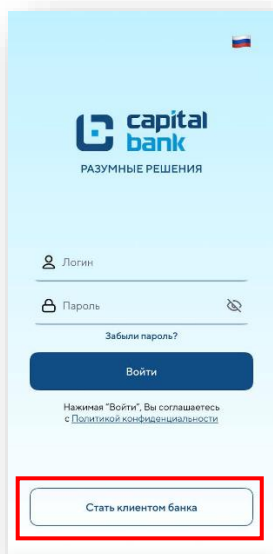 capital
bank
РАЗУМНЫЕ РЕШЕНИЯ
Логин
Пароль
Забыли пароль?
Войти
Нажимая "Войти", Вы соглашаетесь
с Политикой конфиденциальности
Стать клиентом банка